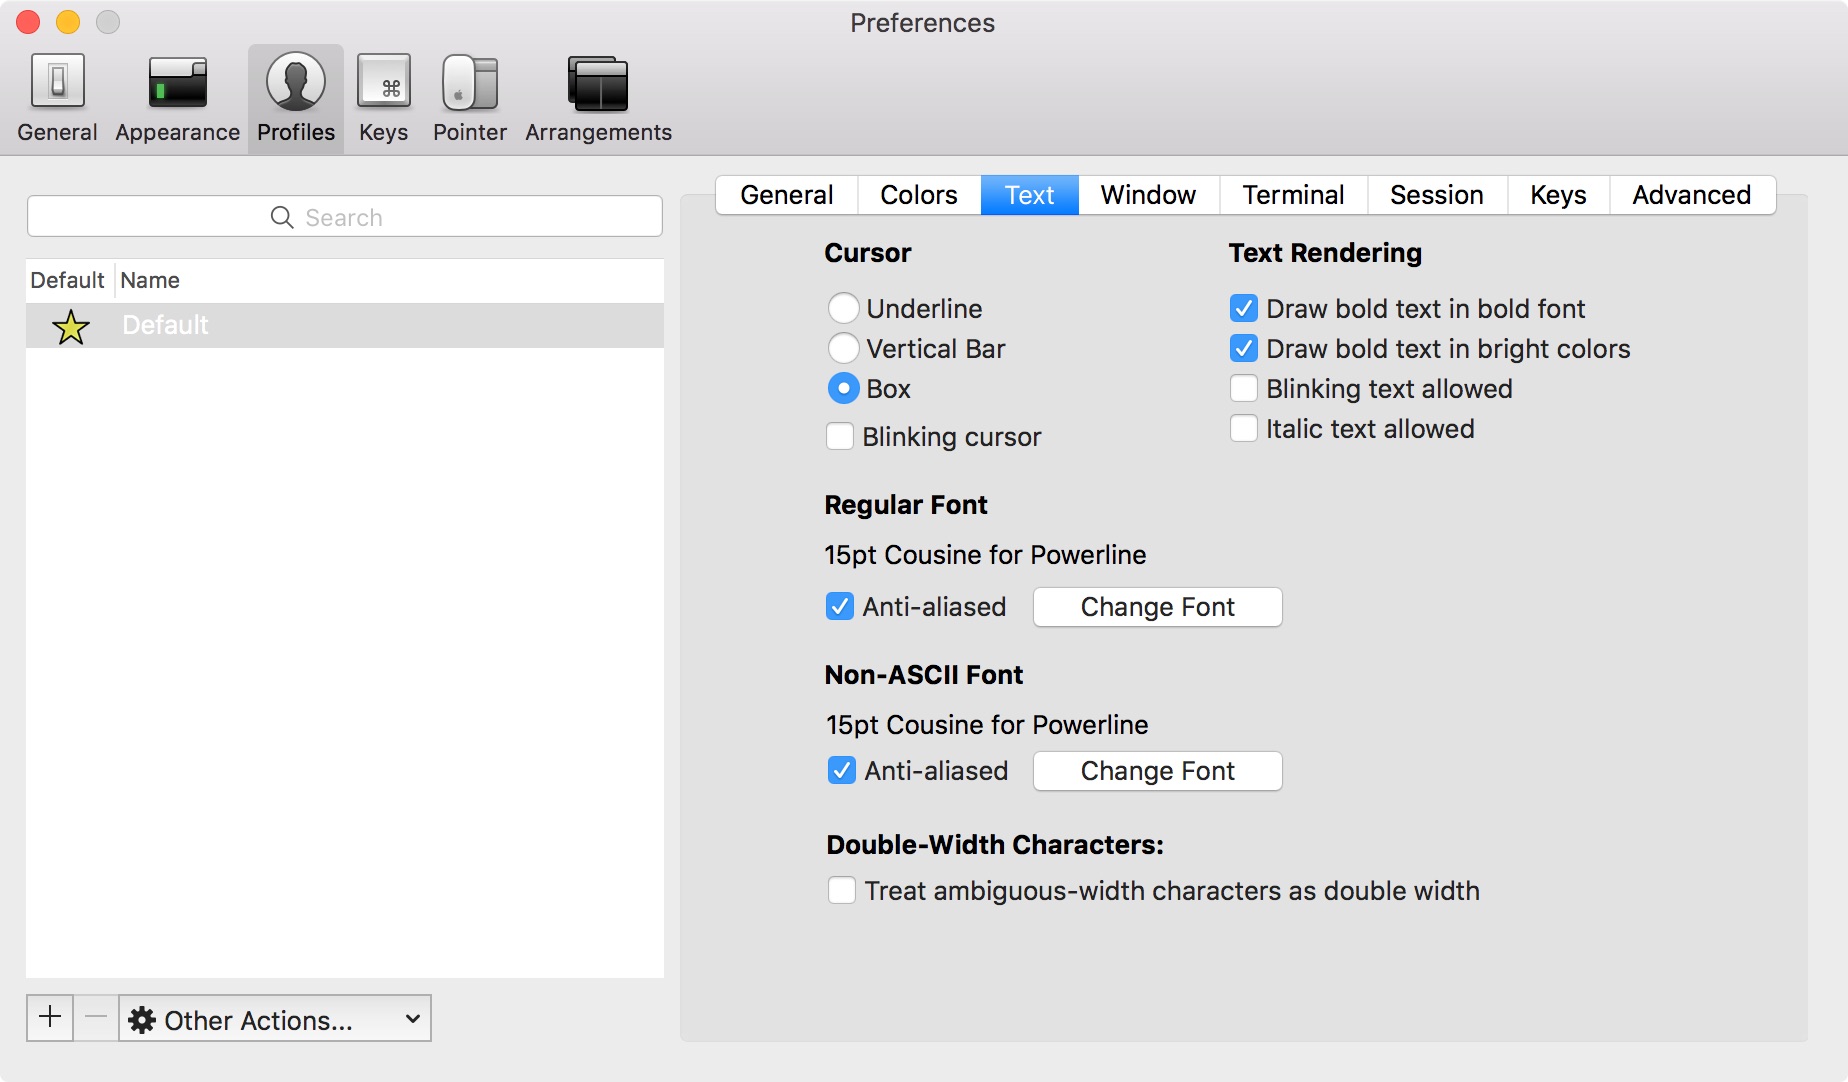 Preferences
General Appearance Profiles Keys Pointer Arrangements
Search
Default Name
Default
General Colors Text Window Terminal Session Keys Advanced
Cursor
Underline
Vertical Bar
Box
Blinking cursor
Text Rendering
Draw bold text in bold font
Draw bold text in bright colors
Blinking text allowed
Italic text allowed
Regular Font
15pt Cousine for Powerline
Anti-aliased Change Font
Non-ASCII Font
15pt Cousine for Powerline
Anti-aliased Change Font
Double-Width Characters:
Treat ambiguous-width characters as double width
Other Actions...